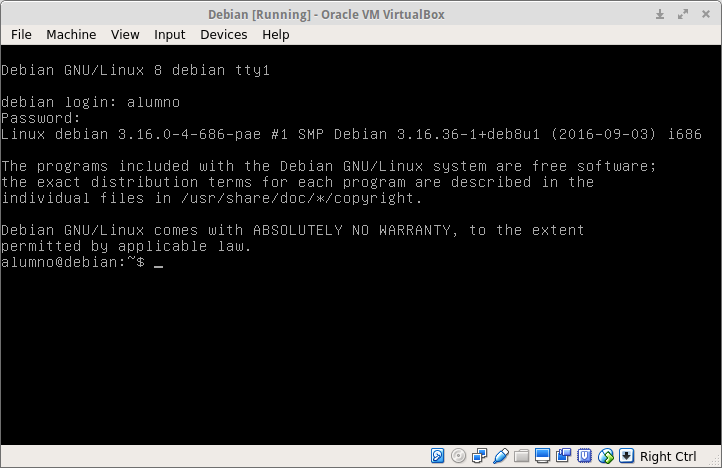 Debian [Running] - Oracle VM VirtualBox
File Machine View Input Devices Help
Debian GNU/Linux 8 debian tty1
debian login: alumno
Password:
Linux debian 3.16.0-4-686-pae #1 SMP Debian 3.16.36-1+deb8u1 (2016-09-03) i686
The programs included with the Debian GNU/Linux system are free software;
the exact distribution terms for each program are described in the
individual files in /usr/share/doc/*/copyright.
Debian GNU/Linux comes with ABSOLUTELY NO WARRANTY, to the extent
permitted by applicable law.
alumno@debian:~$ _
Right Ctrl